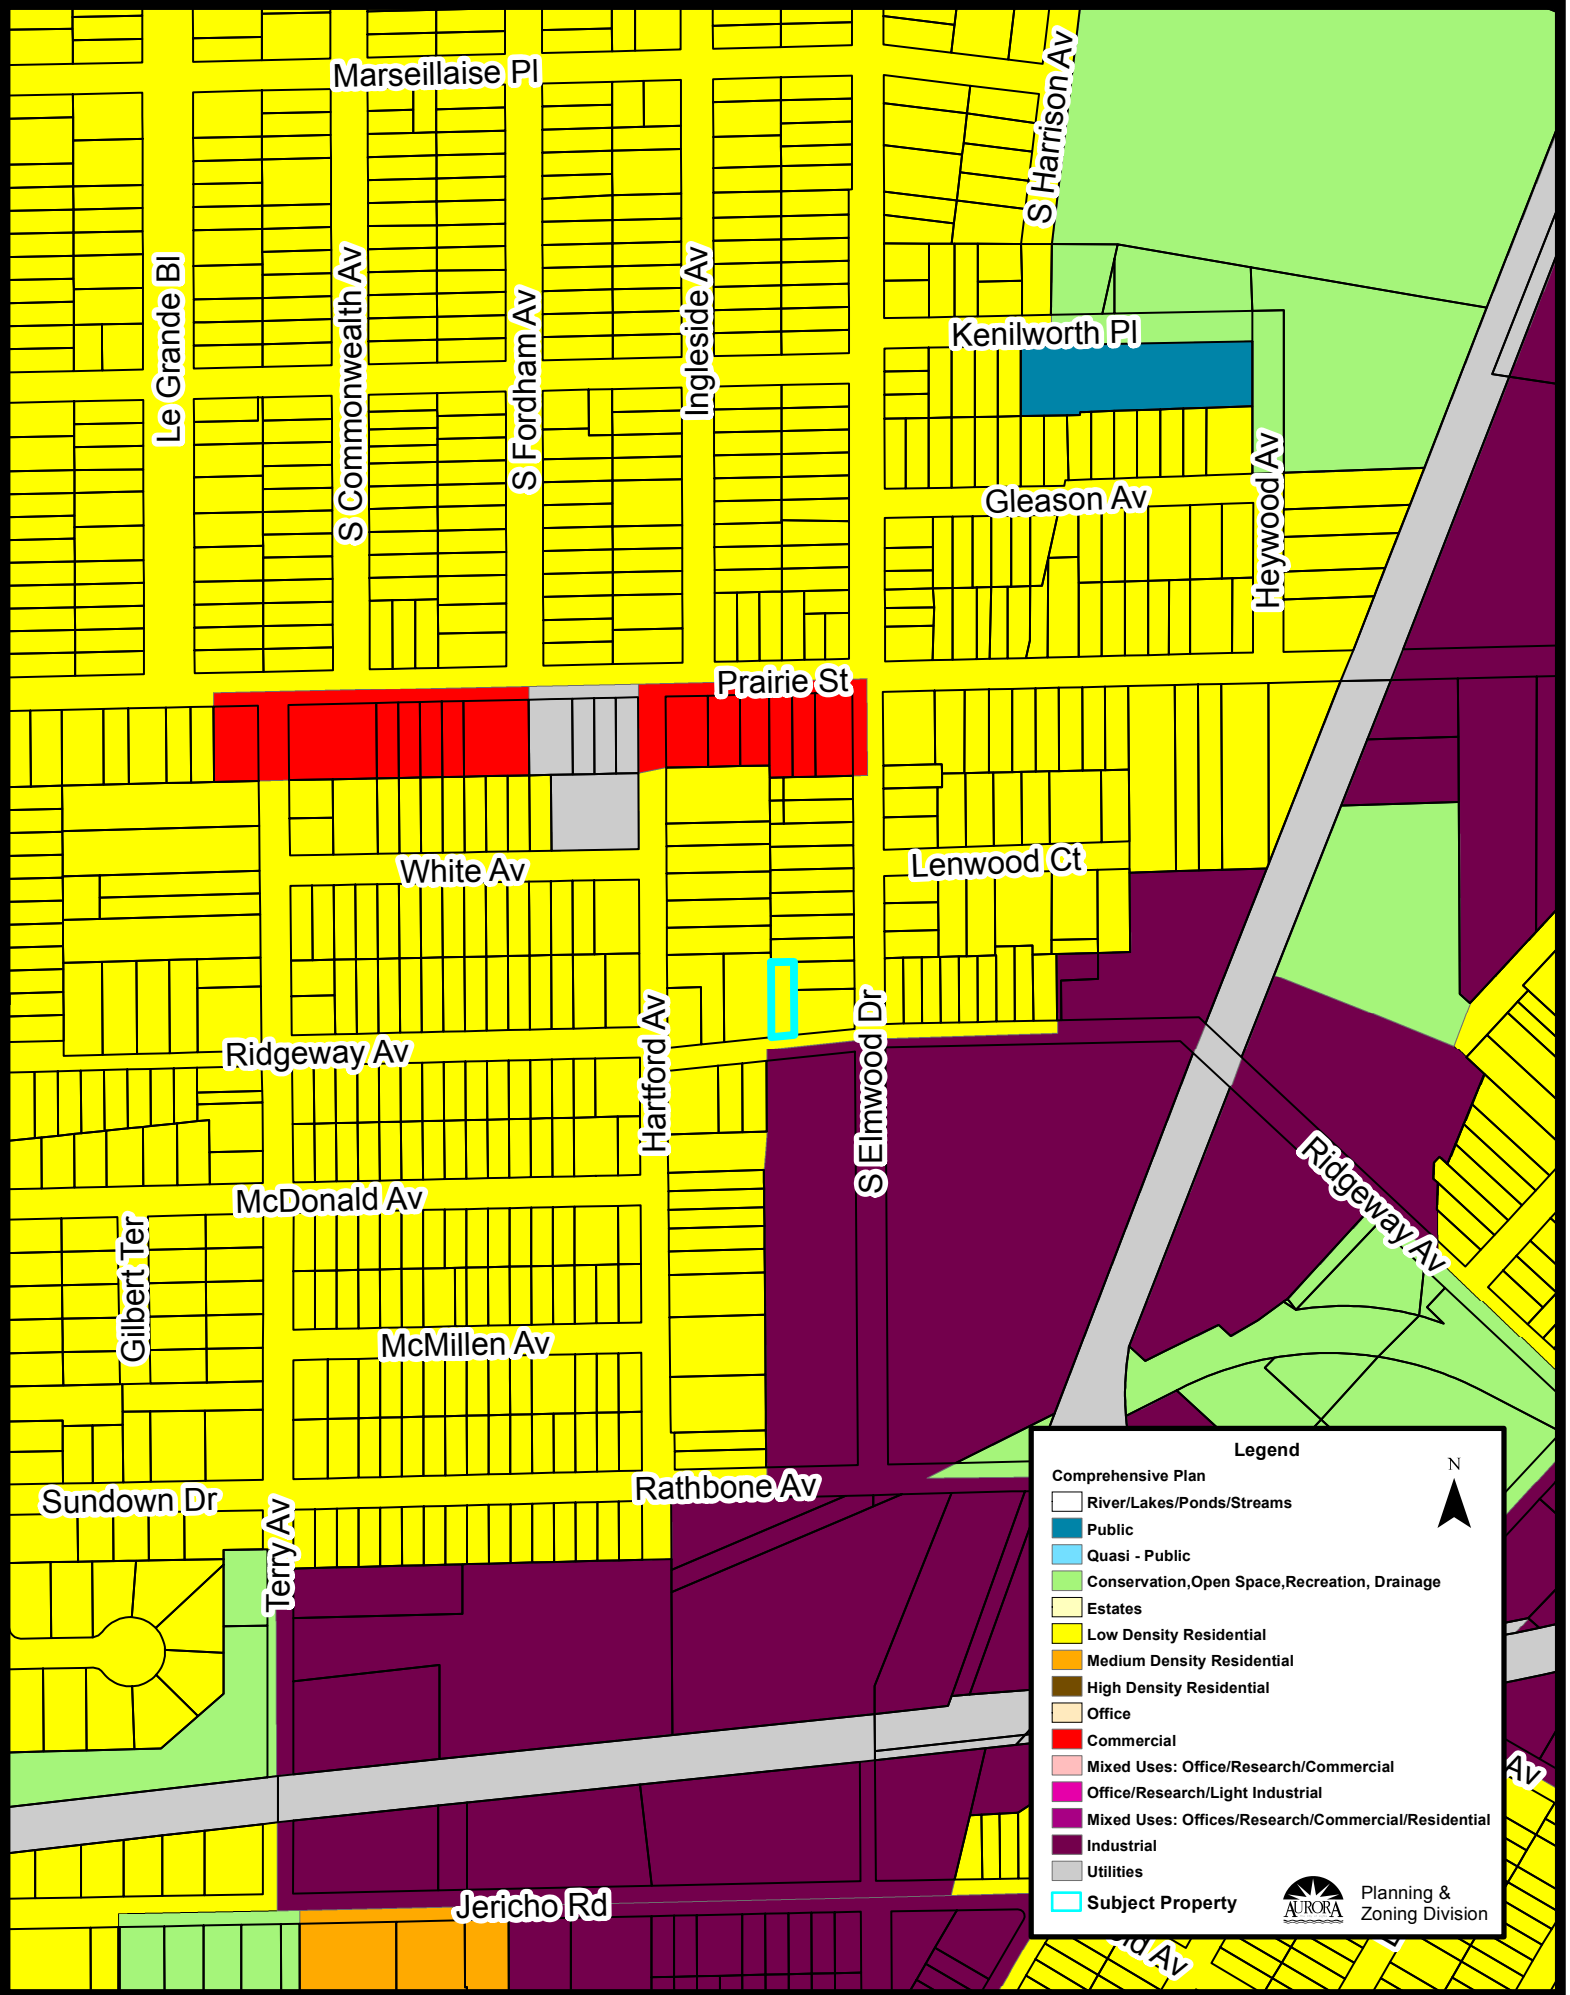 Marseillaise Pl
S Harrison Av
Le Grande Bl
S Commonwealth Av
S Fordham Av
Ingleside Av
Kenilworth Pl
Gleason Av
Heywood Av
Prairie St
White Av
Lenwood Ct
Ridgeway Av
Hartford Av
S Elmwood Dr
Ridgeway Av
McDonald Av
Gilbert Ter
McMillen Av
Rathbone Av
Sundown Dr
Terry Av
Jericho Rd
Av
Av
Legend
N
Comprehensive Plan
River/Lakes/Ponds/Streams
Public
Quasi - Public
Conservation,Open Space,Recreation, Drainage
Estates
Low Density Residential
Medium Density Residential
High Density Residential
Office
Commercial
Mixed Uses: Office/Research/Commercial
Office/Research/Light Industrial
Mixed Uses: Offices/Research/Commercial/Residential
Industrial
Utilities
Subject Property
AURORA
Planning &
Zoning Division